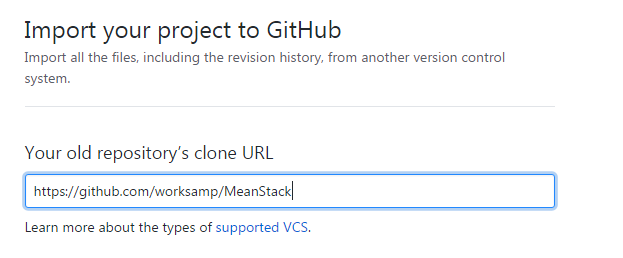 Import your project to GitHub
Import all the files, including the revision history, from another version control
system.
Your old repository's clone URL
https://github.com/worksamp/MeanStack
Learn more about the types of supported VCS.